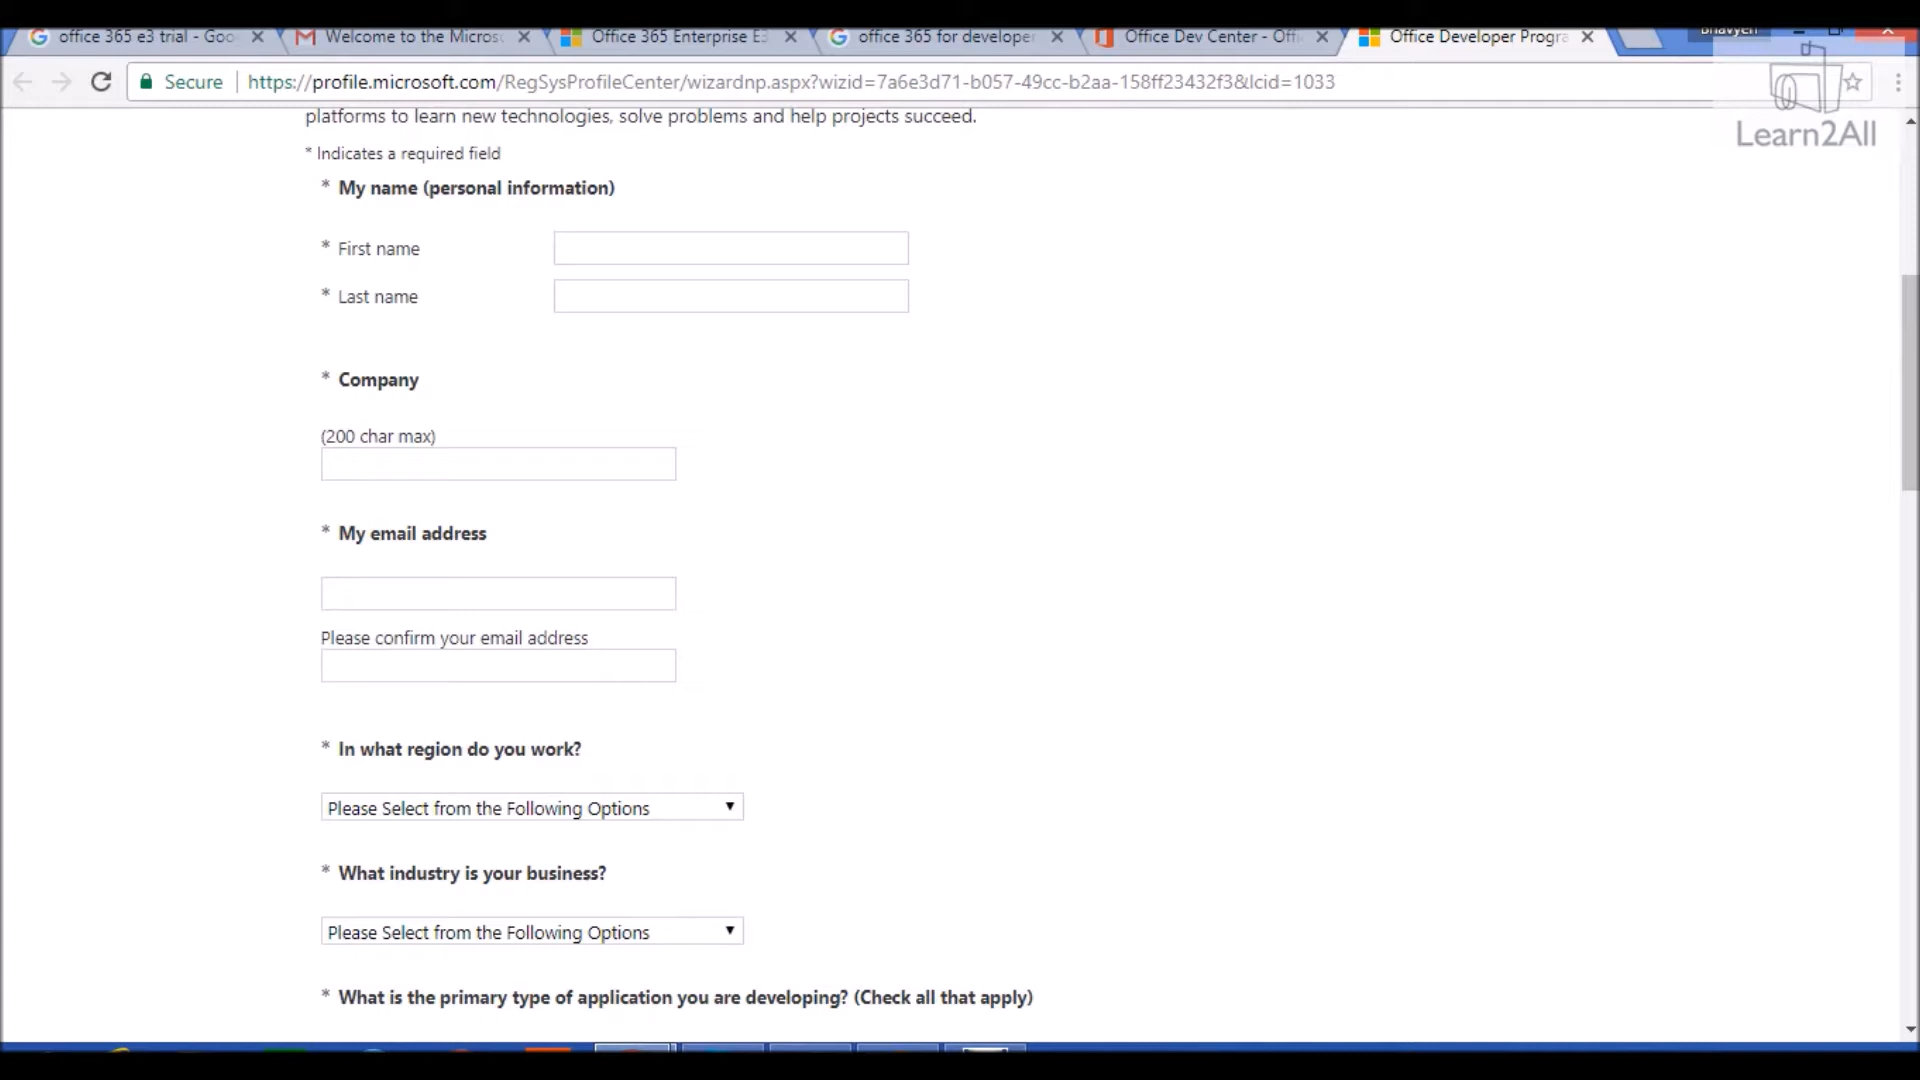 office 365 e3 trial - Goo
Welcome to the Micros
Office 365 Enterprise E3
office 365 for developer
Office Dev Center - Offi
Office Developer Progra
Bhavyen
Secure
https://profile.microsoft.com/RegSysProfileCenter/wizardnp.aspx?wizid=7a6e3d71-b057-49cc-b2aa-158ff23432f3&lcid=1033
Learn2All
platforms to learn new technologies, solve problems and help projects succeed.
* Indicates a required field
* My name (personal information)
* First name
* Last name
* Company
(200 char max)
* My email address
Please confirm your email address
* In what region do you work?
Please Select from the Following Options
* What industry is your business?
Please Select from the Following Options
* What is the primary type of application you are developing? (Check all that apply)